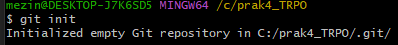 mezin@DESKTOP-J7K6SD5 MINGW64 /c/prak4_TRPO
$ git init
Initialized empty Git repository in C:/prak4_TRPO/.git/